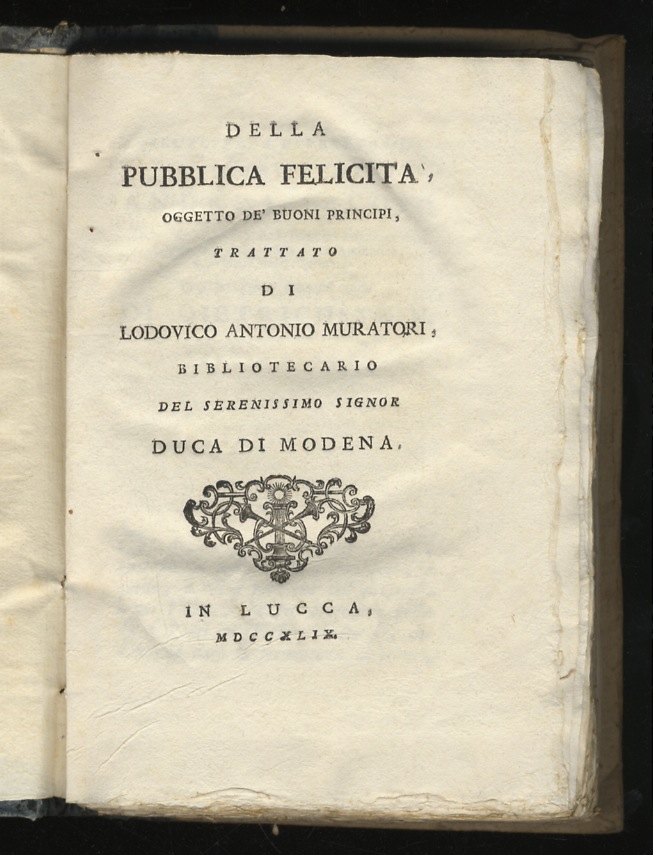 DELLA
PUBBLICA FELICITA',
OGGETTO DE' BUONI PRINCIPI,
TRATTATO
DI
LODOVICO ANTONIO MURATORI,
BIBLIOTECARIO
DEL SERENISSIMO SIGNOR
DUCA DI MODENA.
IN LUCCA,
MDCCXLIX.